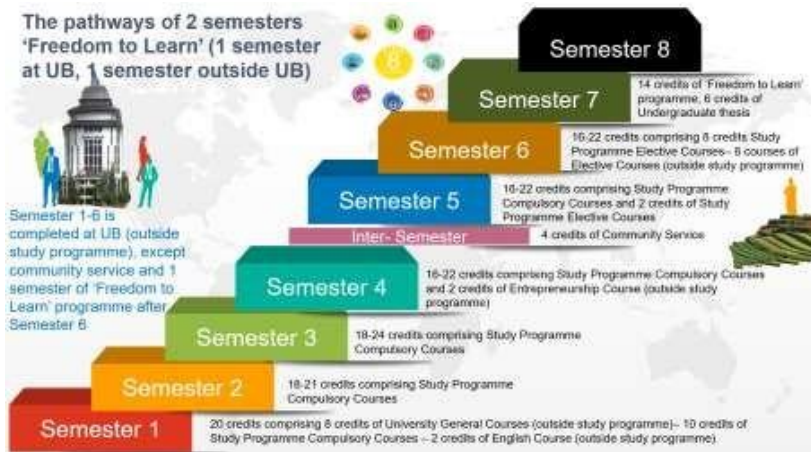 The pathways of 2 semesters
'Freedom to Learn' (1 semester
at UB, 1 semester outside UB)
8
Semester 8
Semester 7
14 credits of 'Freedom to Learn'
programme, 6 credits of
Undergraduate thesis
Semester 6
16-22 credits comprising 8 credits Study
Programme Elective Courses– 8 courses of
Elective Courses (outside study programme)
Semester 5
16-22 credits comprising Study Programme
Compulsory Courses and 2 credits of Study
Programme Elective Courses
Inter- Semester
4 credits of Community Service
Semester 1-6 is
completed at UB (outside
study programme), except
community service and 1
semester of 'Freedom to
Learn' programme after
Semester 6
Semester 4
16-22 credits comprising Study Programme Compulsory Courses
and 2 credits of Entrepreneurship Course (outside study
programme)
Semester 3
18-24 credits comprising Study Programme
Compulsory Courses
Semester 2
18-21 credits comprising Study Programme
Compulsory Courses
Semester 1
20 credits comprising 8 credits of University General Courses (outside study programme)– 10 credits of
Study Programme Compulsory Courses – 2 credits of English Course (outside study programme)